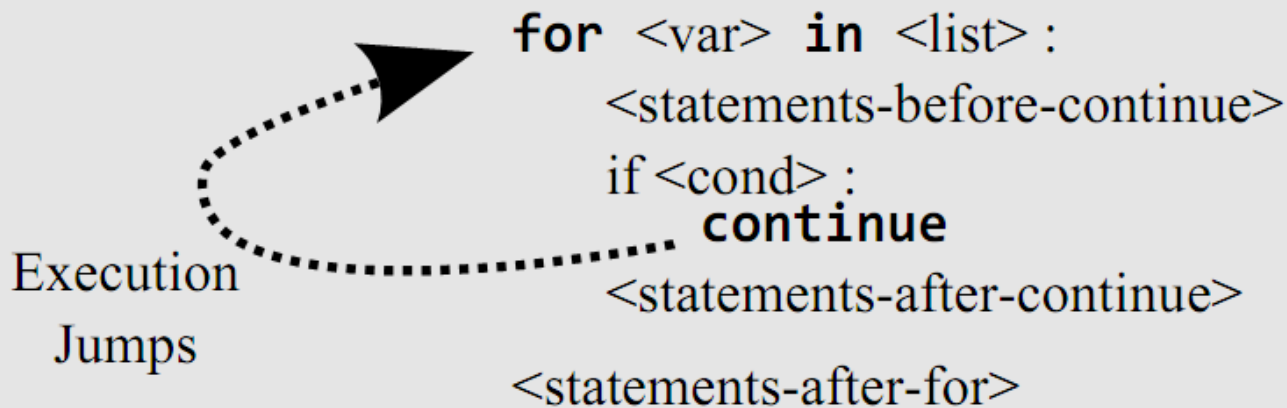 for <var> in <list> :
<statements-before-continue>
if <cond> :
continue
<statements-after-continue>
<statements-after-for>
Execution
Jumps